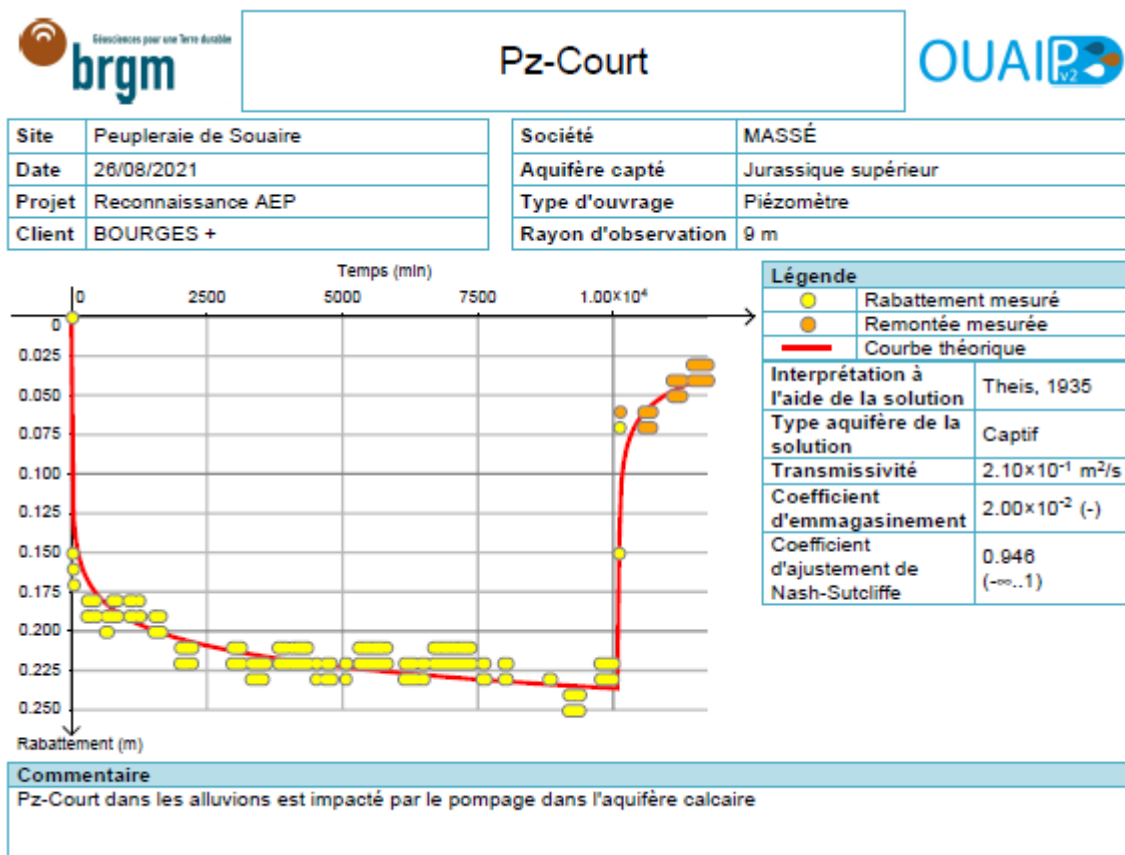 Géosciences pour une Terre durable
brgm
Pz-Court
OUAIP v2
Site Peupleraie de Souaire
Date 26/08/2021
Projet Reconnaissance AEP
Client BOURGES +
Société MASSÉ
Aquifère capté Jurassique supérieur
Type d'ouvrage Piézomètre
Rayon d'observation 9 m
Temps (min)
0 2500 5000 7500 1.00×10⁴
0
0.025
0.050
0.075
0.100
0.125
0.150
0.175
0.200
0.225
0.250
Rabattement (m)
Légende
Rabattement mesuré
Remontée mesurée
Courbe théorique
Interprétation à
l'aide de la solution
Theis, 1935
Type aquifère de la
solution
Captif
Transmissivité 2.10×10⁻¹ m²/s
Coefficient
d'emmagasinement
2.00×10⁻² (-)
Coefficient
d'ajustement de
Nash-Sutcliffe
0.946
(-∞..1)
Commentaire
Pz-Court dans les alluvions est impacté par le pompage dans l'aquifère calcaire